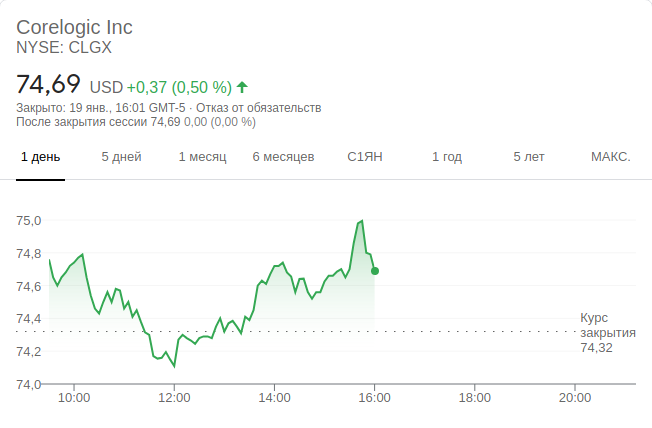 Corelogic Inc
NYSE: CLGX
74,69 USD +0,37 (0,50 %)
Закрыто: 19 янв., 16:01 GMT-5 · Отказ от обязательств
После закрытия сессии 74,69 0,00 (0,00 %)
1 день 5 дней 1 месяц 6 месяцев С1ЯН 1 год 5 лет МАКС.
75,0
74,8
74,6
74,4
74,2
74,0
Курс
закрытия
74,32
10:00 12:00 14:00 16:00 18:00 20:00